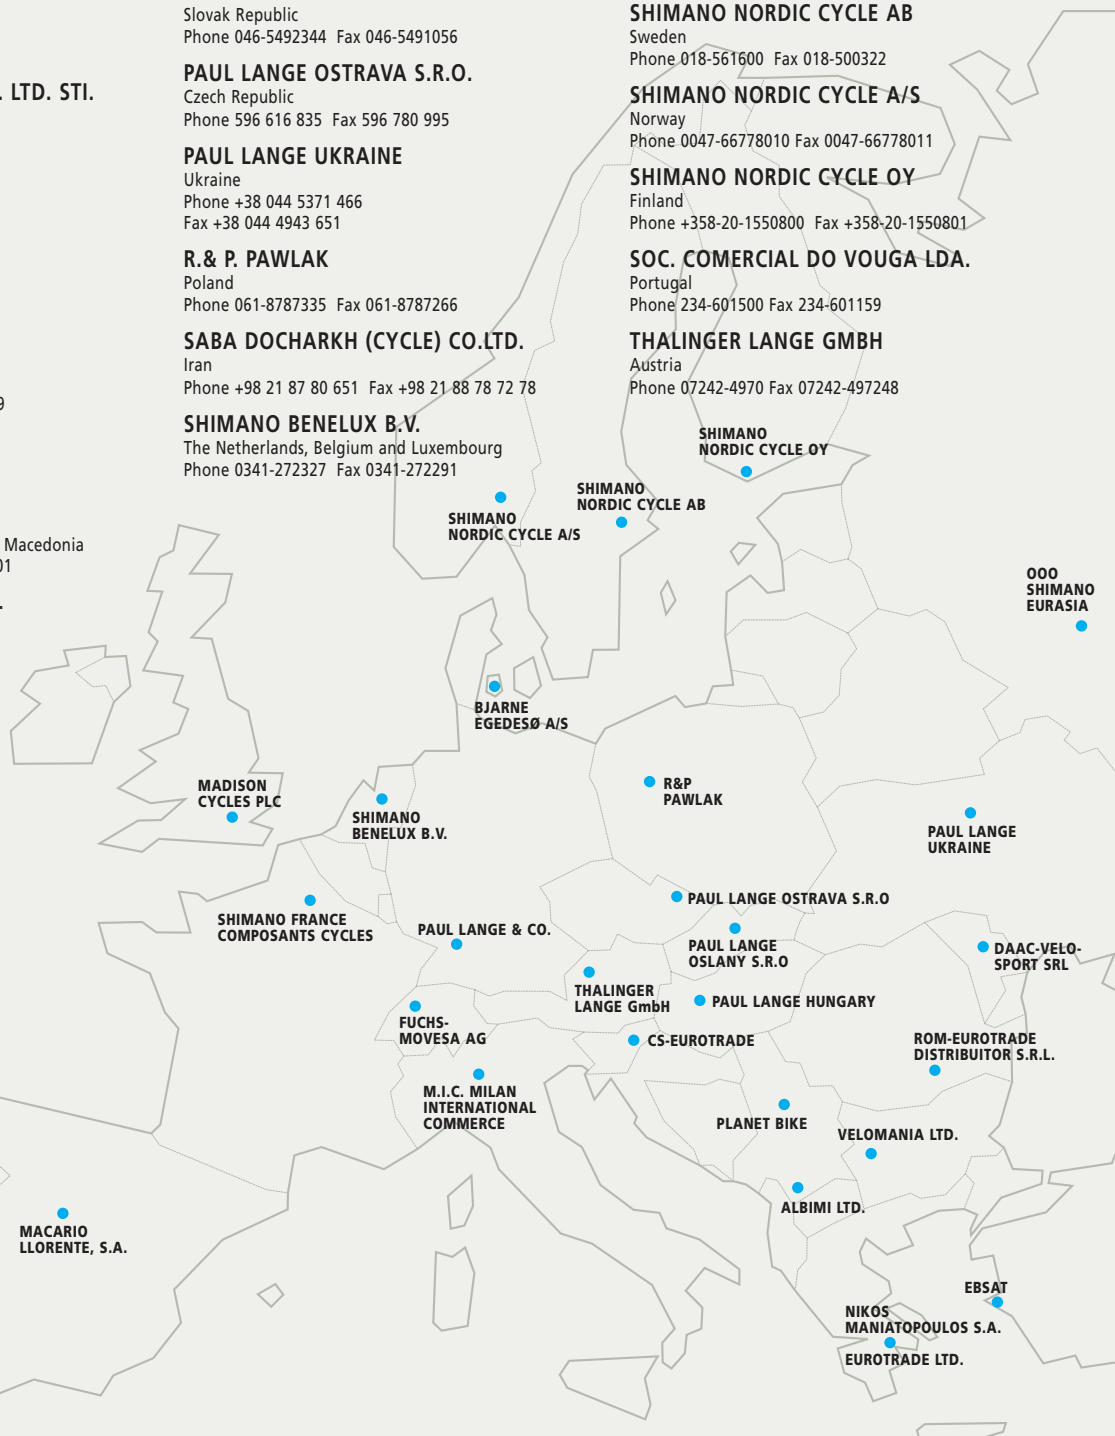 . LTD. STI.
9
Macedonia
01
.
Slovak Republic
Phone 046-5492344 Fax 046-5491056
PAUL LANGE OSTRAVA S.R.O.
Czech Republic
Phone 596 616 835 Fax 596 780 995
PAUL LANGE UKRAINE
Ukraine
Phone +38 044 5371 466
Fax +38 044 4943 651
R.& P. PAWLAK
Poland
Phone 061-8787335 Fax 061-8787266
SABA DOCHARKH (CYCLE) CO.LTD.
Iran
Phone +98 21 87 80 651 Fax +98 21 88 78 72 78
SHIMANO BENELUX B.V.
The Netherlands, Belgium and Luxembourg
Phone 0341-272327 Fax 0341-272291
SHIMANO NORDIC CYCLE AB
Sweden
Phone 018-561600 Fax 018-500322
SHIMANO NORDIC CYCLE A/S
Norway
Phone 0047-66778010 Fax 0047-66778011
SHIMANO NORDIC CYCLE OY
Finland
Phone +358-20-1550800 Fax +358-20-1550801
SOC. COMERCIAL DO VOUGA LDA.
Portugal
Phone 234-601500 Fax 234-601159
THALINGER LANGE GMBH
Austria
Phone 07242-4970 Fax 07242-497248
SHIMANO
NORDIC CYCLE OY
SHIMANO
NORDIC CYCLE AB
SHIMANO
NORDIC CYCLE A/S
OOO
SHIMANO
EURASIA
BJARNE
EGEDESØ A/S
MADISON
CYCLES PLC
SHIMANO
BENELUX B.V.
R&P
PAWLAK
PAUL LANGE
UKRAINE
SHIMANO FRANCE
COMPOSANTS CYCLES
PAUL LANGE & CO.
PAUL LANGE OSTRAVA S.R.O
PAUL LANGE
OSLANY S.R.O
DAAC-VELO-
SPORT SRL
THALINGER
LANGE GmbH
PAUL LANGE HUNGARY
FUCHS-
MOVESA AG
CS-EUROTRADE
ROM-EUROTRADE
DISTRIBUITOR S.R.L.
M.I.C. MILAN
INTERNATIONAL
COMMERCE
PLANET BIKE
VELOMANIA LTD.
ALBIMI LTD.
MACARIO
LLORENTE, S.A.
EBSAT
NIKOS
MANIATOPOULOS S.A.
EUROTRADE LTD.